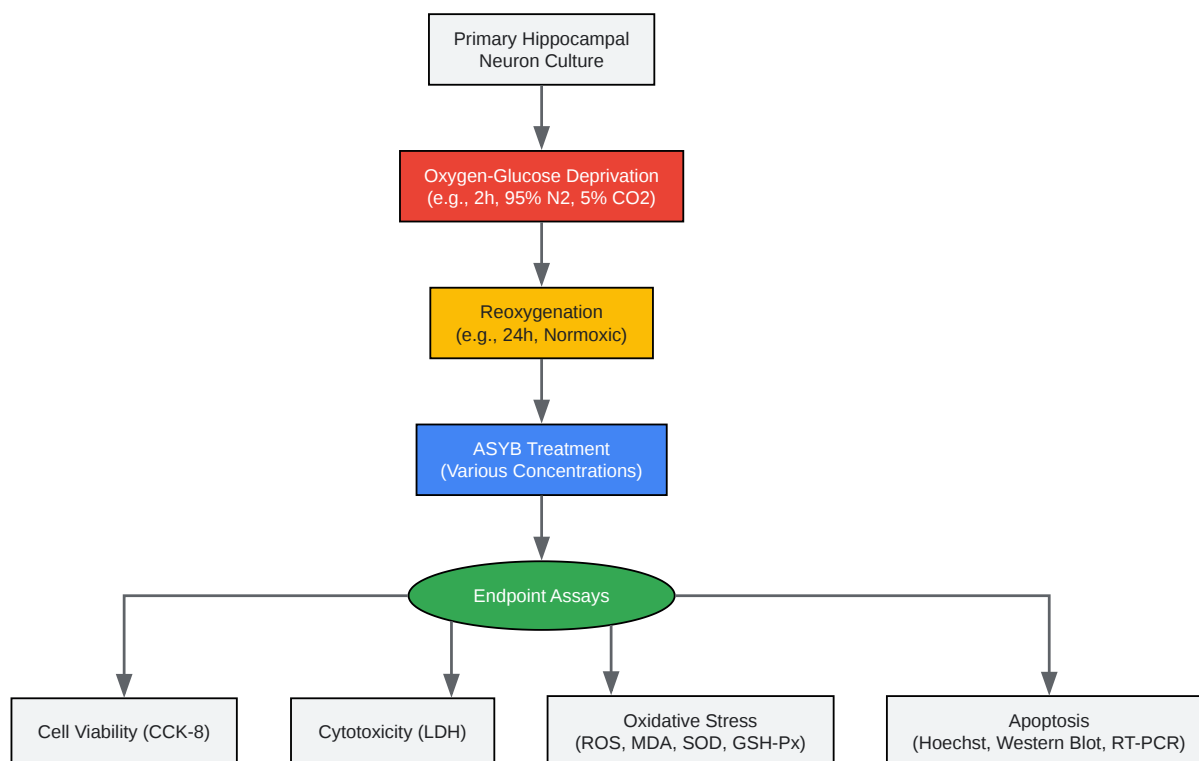 Primary Hippocampal
Neuron Culture
Oxygen-Glucose Deprivation
(e.g., 2h, 95% N2, 5% CO2)
Reoxygenation
(e.g., 24h, Normoxic)
ASYB Treatment
(Various Concentrations)
Endpoint Assays
Cell Viability (CCK-8)
Cytotoxicity (LDH)
Oxidative Stress
(ROS, MDA, SOD, GSH-Px)
Apoptosis
(Hoechst, Western Blot, RT-PCR)